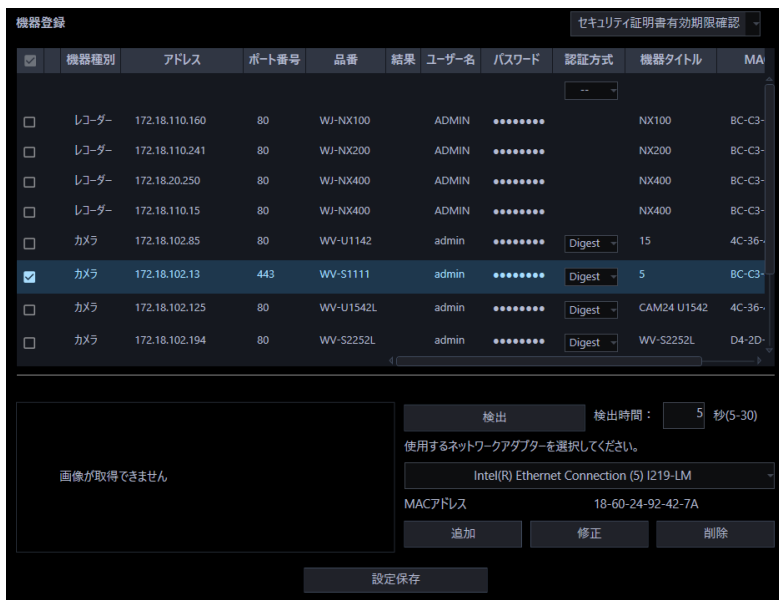 機器登録 セキュリティ証明書有効期限確認
機器種別 アドレス ポート番号 品番 結果 ユーザー名 パスワード 認証方式 機器タイトル MA
--
レコーダー 172.18.110.160 80 WJ-NX100 ADMIN ●●●●●●●● NX100 BC-C3-
レコーダー 172.18.110.241 80 WJ-NX200 ADMIN ●●●●●●●● NX200 BC-C3-
レコーダー 172.18.20.250 80 WJ-NX400 ADMIN ●●●●●●●● NX400 BC-C3-
レコーダー 172.18.110.15 80 WJ-NX400 ADMIN ●●●●●●●● NX400 BC-C3-
カメラ 172.18.102.85 80 WV-U1142 admin ●●●●●●●● Digest 15 4C-36-
カメラ 172.18.102.13 443 WV-S1111 admin ●●●●●●●● Digest 5 BC-C3-
カメラ 172.18.102.125 80 WV-U1542L admin ●●●●●●●● Digest CAM24 U1542 4C-36-
カメラ 172.18.102.194 80 WV-S2252L admin ●●●●●●●● Digest WV-S2252L D4-2D-
検出 検出時間： 5 秒(5-30)
使用するネットワークアダプターを選択してください。
画像が取得できません
Intel(R) Ethernet Connection (5) I219-LM
MACアドレス 18-60-24-92-42-7A
追加 修正 削除
設定保存